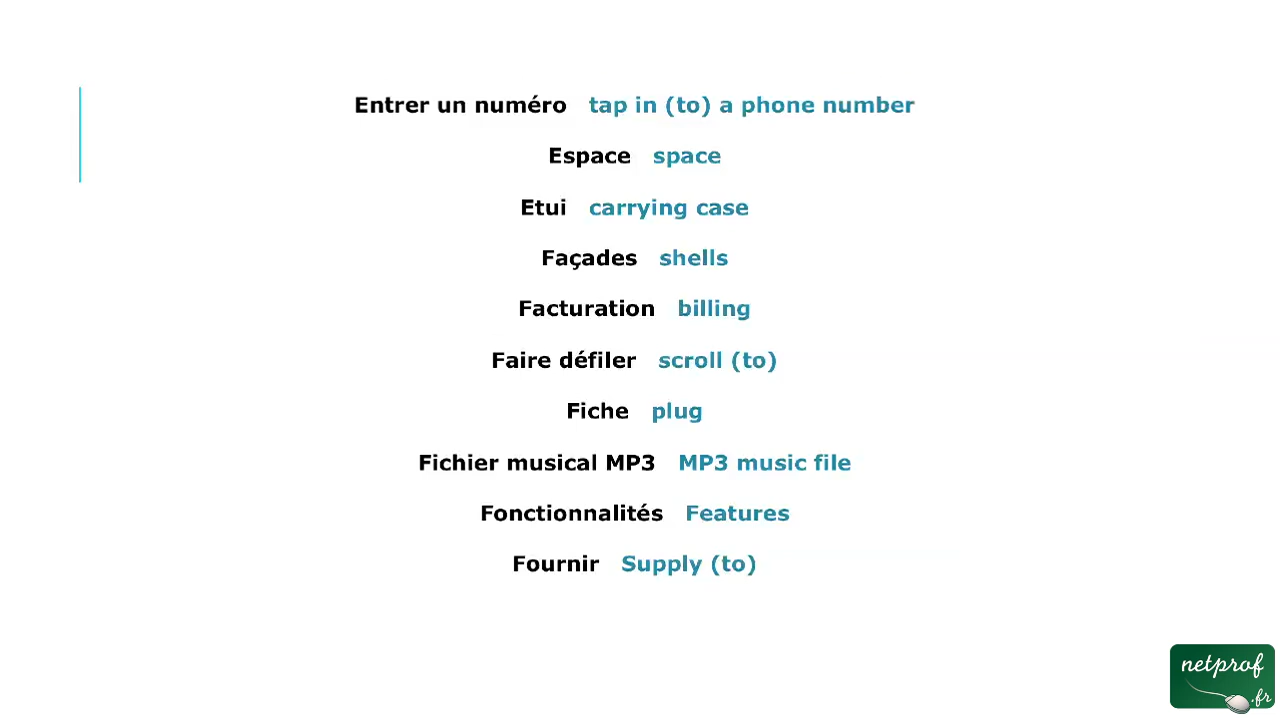 Entrer un numéro tap in (to) a phone number
Espace space
Etui carrying case
Façades shells
Facturation billing
Faire défiler scroll (to)
Fiche plug
Fichier musical MP3 MP3 music file
Fonctionnalités Features
Fournir Supply (to)
netprof
.fr